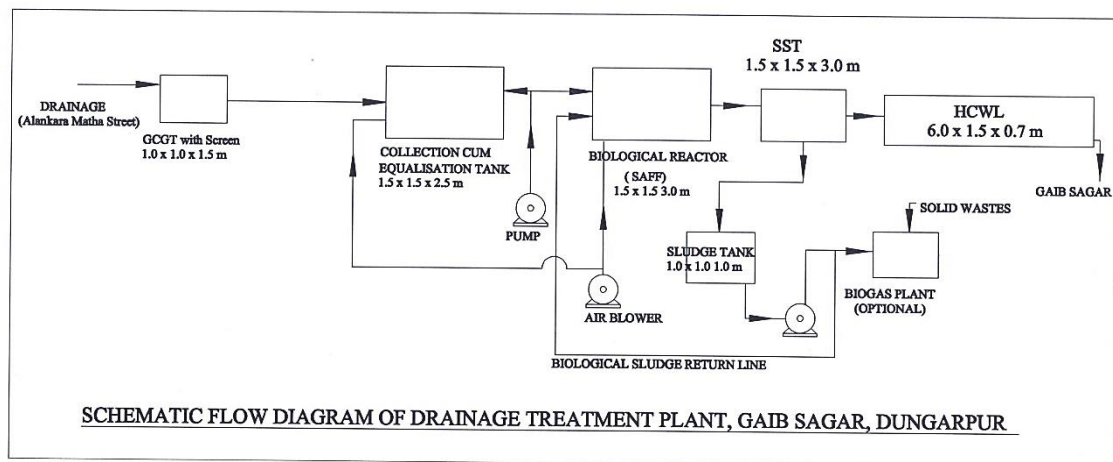 DRAINAGE
(Alankara Matha Street)
GCGT with Screen
1.0 x 1.0 x 1.5 m
COLLECTION CUM
EQUALISATION TANK
1.5 x 1.5 x 2.5 m
PUMP
BIOLOGICAL REACTOR
( SAFF)
1.5 x 1.5 3.0 m
AIR BLOWER
SST
1.5 x 1.5 x 3.0 m
HCWL
6.0 x 1.5 x 0.7 m
GAIB SAGAR
SLUDGE TANK
1.0 x 1.0 1.0 m
SOLID WASTES
BIOGAS PLANT
(OPTIONAL)
BIOLOGICAL SLUDGE RETURN LINE
SCHEMATIC FLOW DIAGRAM OF DRAINAGE TREATMENT PLANT, GAIB SAGAR, DUNGARPUR